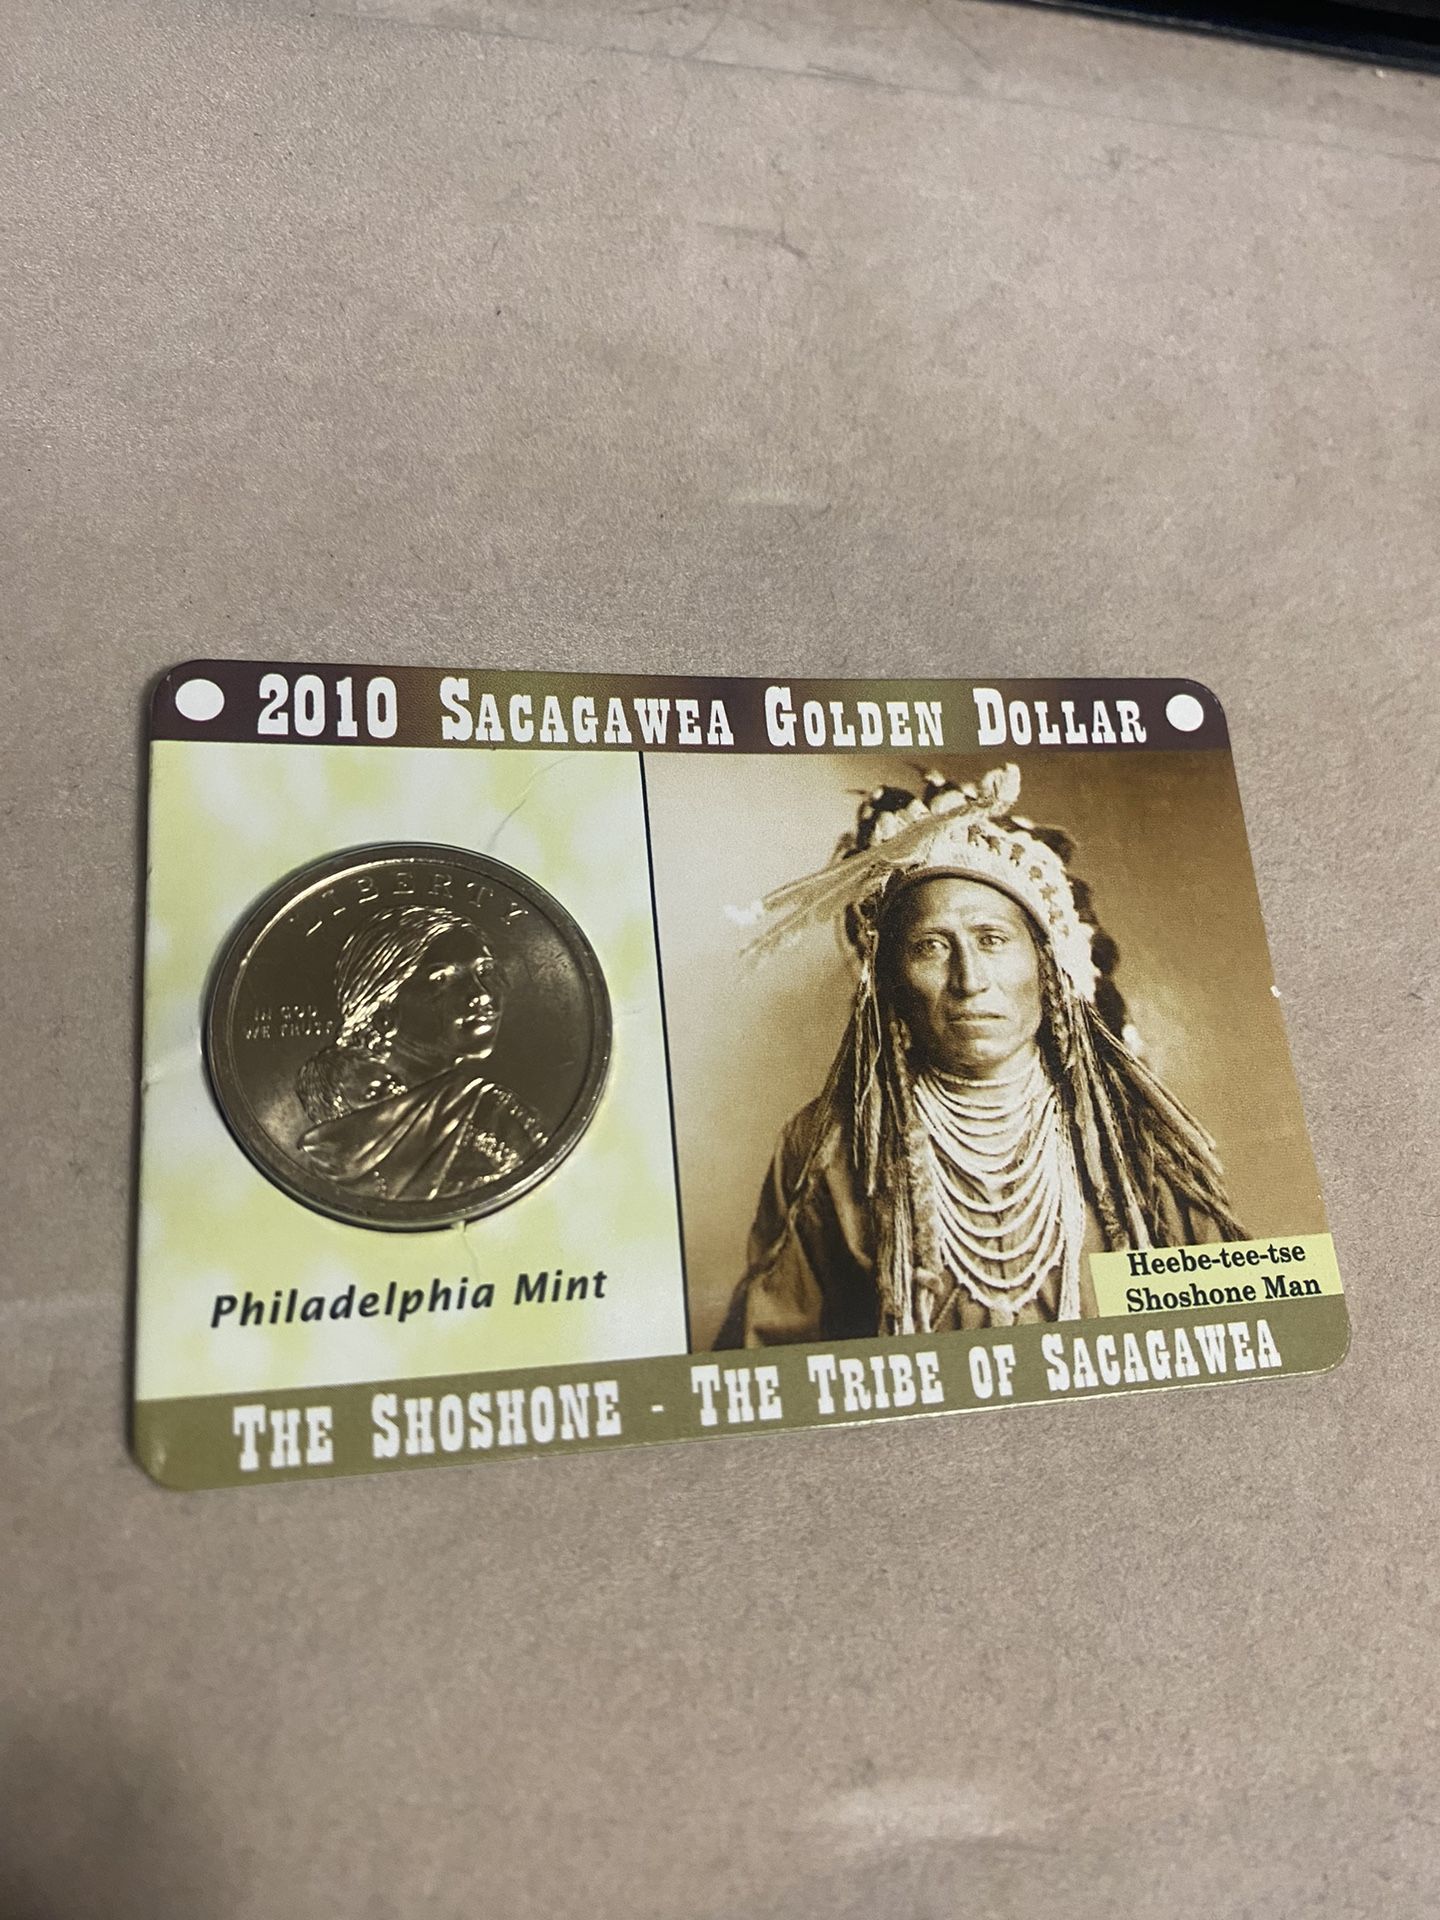 2010 SACAGAWEA GOLDEN DOLLAR
LIBERTY
IN GOD
WE TRUST
Philadelphia Mint
Heebe-tee-tse
Shoshone Man
THE SHOSHONE - THE TRIBE OF SACAGAWEA